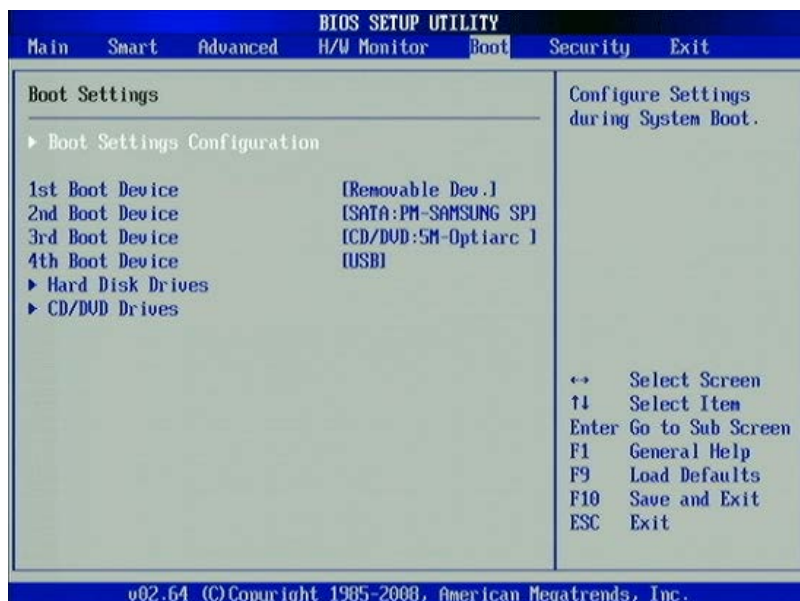 BIOS SETUP UTILITY
Main Smart Advanced H/W Monitor Boot Security Exit
Boot Settings
▶ Boot Settings Configuration
1st Boot Device [Removable Dev.]
2nd Boot Device [SATA:PM-SAMSUNG SP]
3rd Boot Device [CD/DVD:5M-Optiarc ]
4th Boot Device [USB]
▶ Hard Disk Drives
▶ CD/DVD Drives
Configure Settings
during System Boot.
↔ Select Screen
↑↓ Select Item
Enter Go to Sub Screen
F1 General Help
F9 Load Defaults
F10 Save and Exit
ESC Exit
v02.64 (C)Copyright 1985-2008, American Megatrends, Inc.